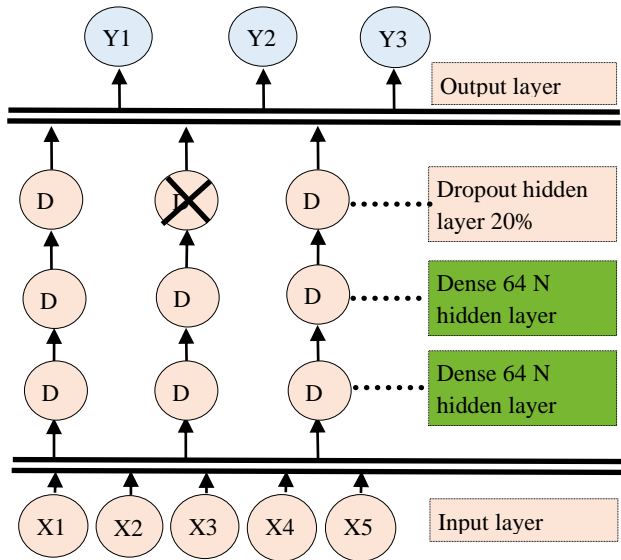 Y1 Y2 Y3
Output layer
D D
Dropout hidden
layer 20%
D D D
Dense 64 N
hidden layer
D D D
Dense 64 N
hidden layer
X1 X2 X3 X4 X5
Input layer